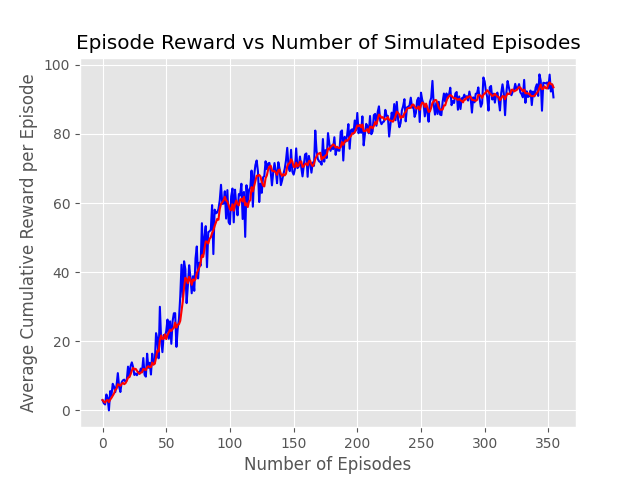 Episode Reward vs Number of Simulated Episodes
Average Cumulative Reward per Episode
100
80
60
40
20
0
0 50 100 150 200 250 300 350
Number of Episodes